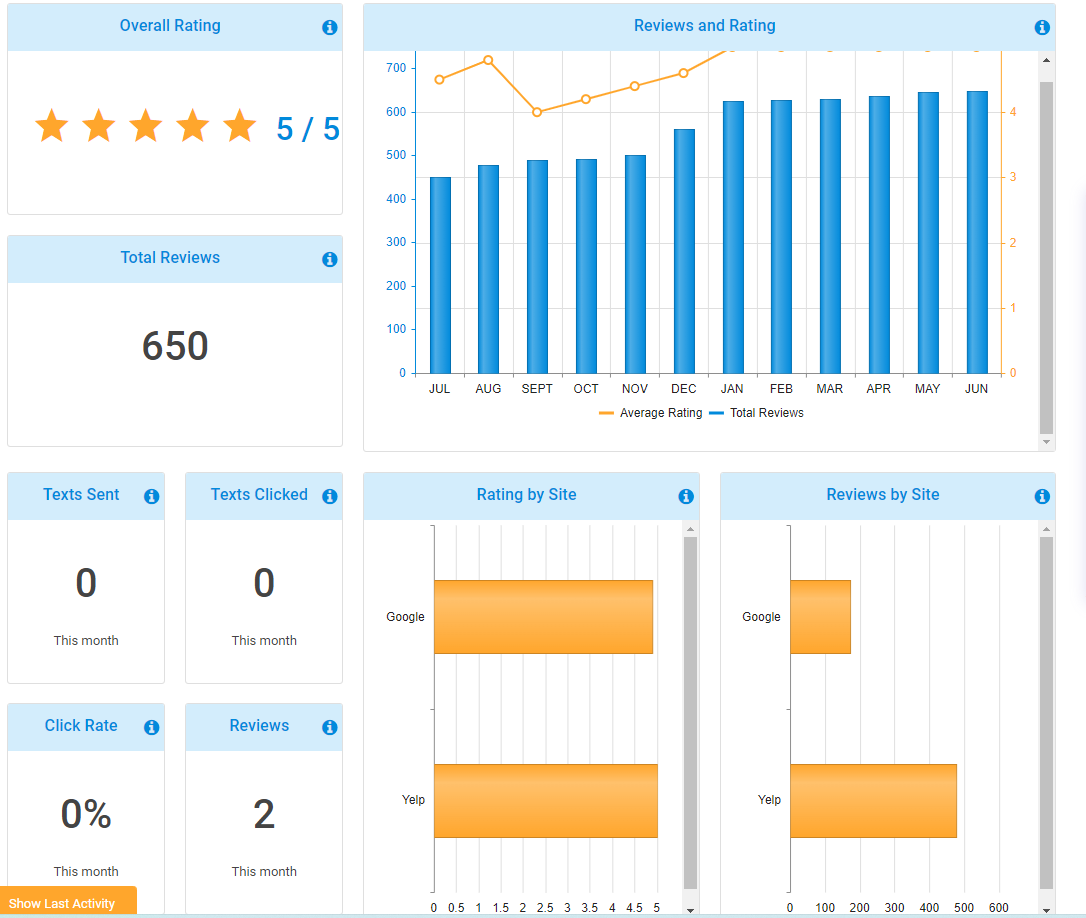 Overall Rating
5 / 5
Reviews and Rating
700
600
500
400
300
200
100
0
4
3
2
1
0
JUL AUG SEPT OCT NOV DEC JAN FEB MAR APR MAY JUN
Average Rating Total Reviews
Total Reviews
650
Texts Sent
0
This month
Texts Clicked
0
This month
Rating by Site
Google
Yelp
0 0.5 1 1.5 2 2.5 3 3.5 4 4.5 5
Reviews by Site
Google
Yelp
0 100 200 300 400 500 600
Click Rate
0%
This month
Reviews
2
This month
Show Last Activity